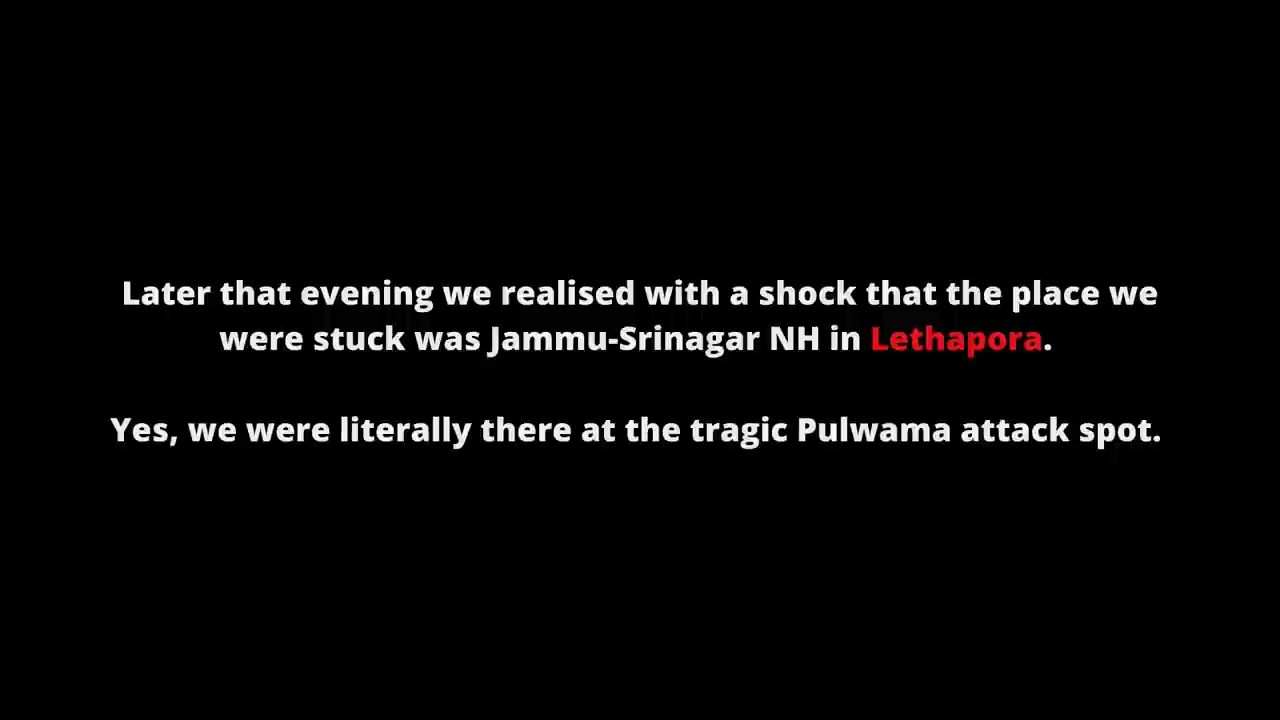 Later that evening we realised with a shock that the place we
were stuck was Jammu-Srinagar NH in Lethapora.
Yes, we were literally there at the tragic Pulwama attack spot.